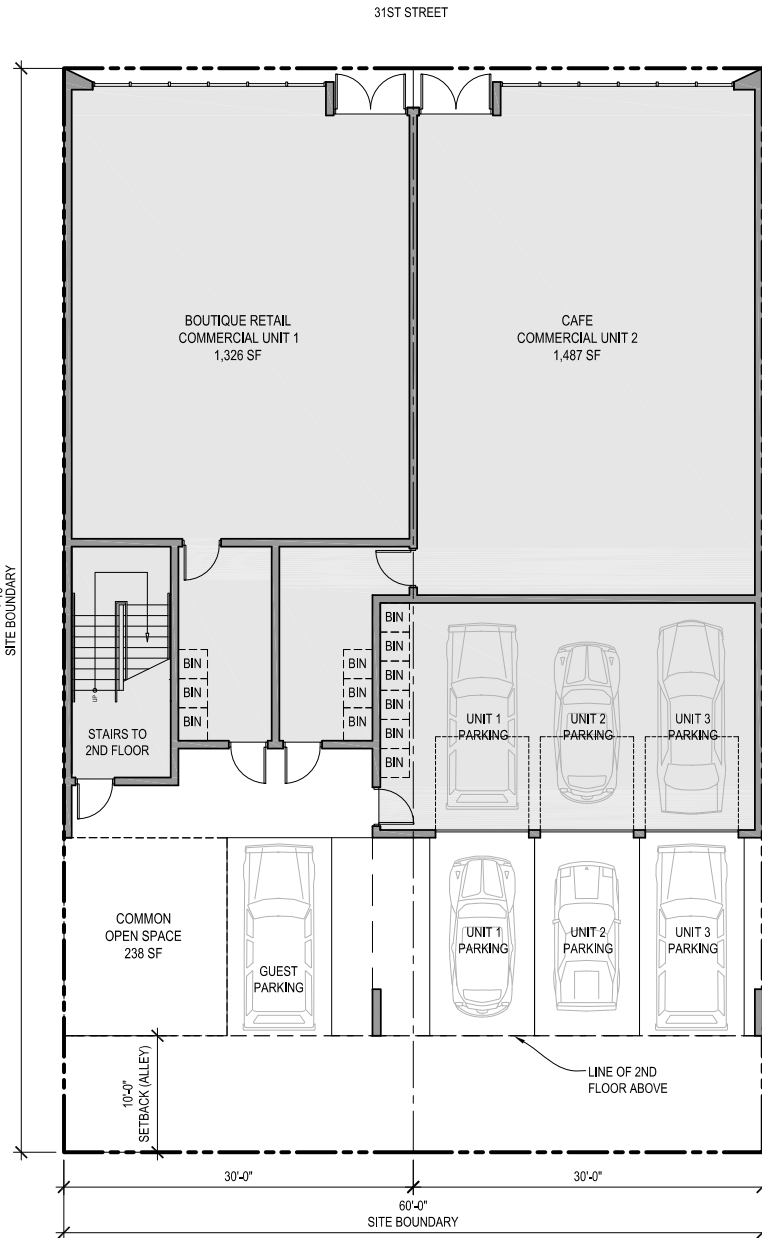 31ST STREET
BOUTIQUE RETAIL
COMMERCIAL UNIT 1
1,326 SF
CAFE
COMMERCIAL UNIT 2
1,487 SF
SITE BOUNDARY
UP
STAIRS TO
2ND FLOOR
BIN
BIN
BIN
BIN
BIN
BIN
BIN
BIN
BIN
BIN
BIN
BIN
UNIT 1
PARKING
UNIT 2
PARKING
UNIT 3
PARKING
COMMON
OPEN SPACE
238 SF
GUEST
PARKING
UNIT 1
PARKING
UNIT 2
PARKING
UNIT 3
PARKING
10'-0"
SETBACK (ALLEY)
LINE OF 2ND
FLOOR ABOVE
30'-0"
30'-0"
60'-0"
SITE BOUNDARY